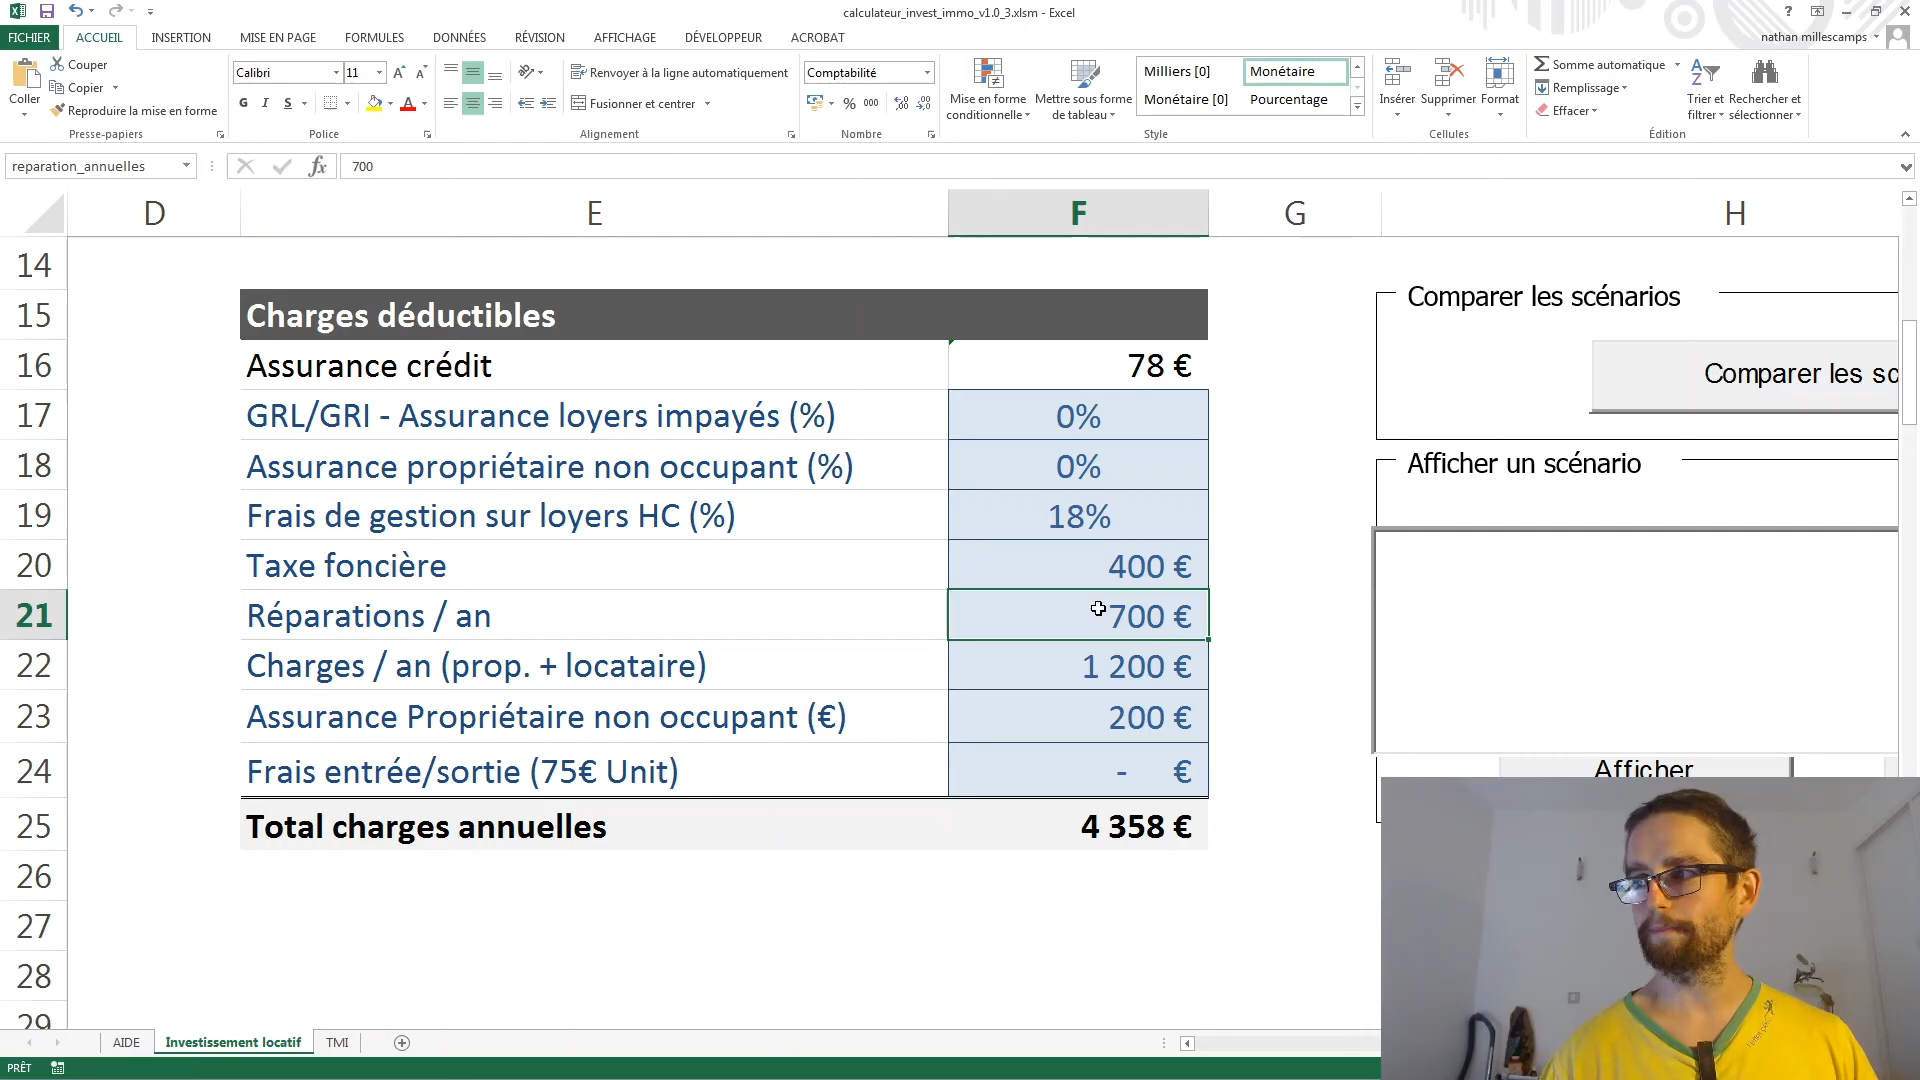 calculateur_invest_immo_v1.0_3.xlsm - Excel
FICHIER ACCUEIL INSERTION MISE EN PAGE FORMULES DONNÉES RÉVISION AFFICHAGE DÉVELOPPEUR ACROBAT
nathan millescamps
Coller
Couper
Copier
Reproduire la mise en forme
Presse-papiers
Calibri 11
G I S
Police
Renvoyer à la ligne automatiquement
Fusionner et centrer
Alignement
Comptabilité
% 000
Nombre
Mise en forme
conditionnelle
Mettre sous forme
de tableau
Milliers [0] Monétaire
Monétaire [0] Pourcentage
Style
Insérer Supprimer Format
Cellules
Somme automatique
Remplissage
Effacer
Trier et
filtrer
Rechercher et
sélectionner
Édition
reparation_annuelles fx 700
D E F G H
14
15 Charges déductibles
16 Assurance crédit 78 €
17 GRL/GRI - Assurance loyers impayés (%) 0%
18 Assurance propriétaire non occupant (%) 0%
19 Frais de gestion sur loyers HC (%) 18%
20 Taxe foncière 400 €
21 Réparations / an 700 €
22 Charges / an (prop. + locataire) 1 200 €
23 Assurance Propriétaire non occupant (€) 200 €
24 Frais entrée/sortie (75€ Unit) - €
25 Total charges annuelles 4 358 €
26
27
28
29
Comparer les scénarios
Comparer les sc
Afficher un scénario
Afficher
AIDE Investissement locatif TMI
PRÊT